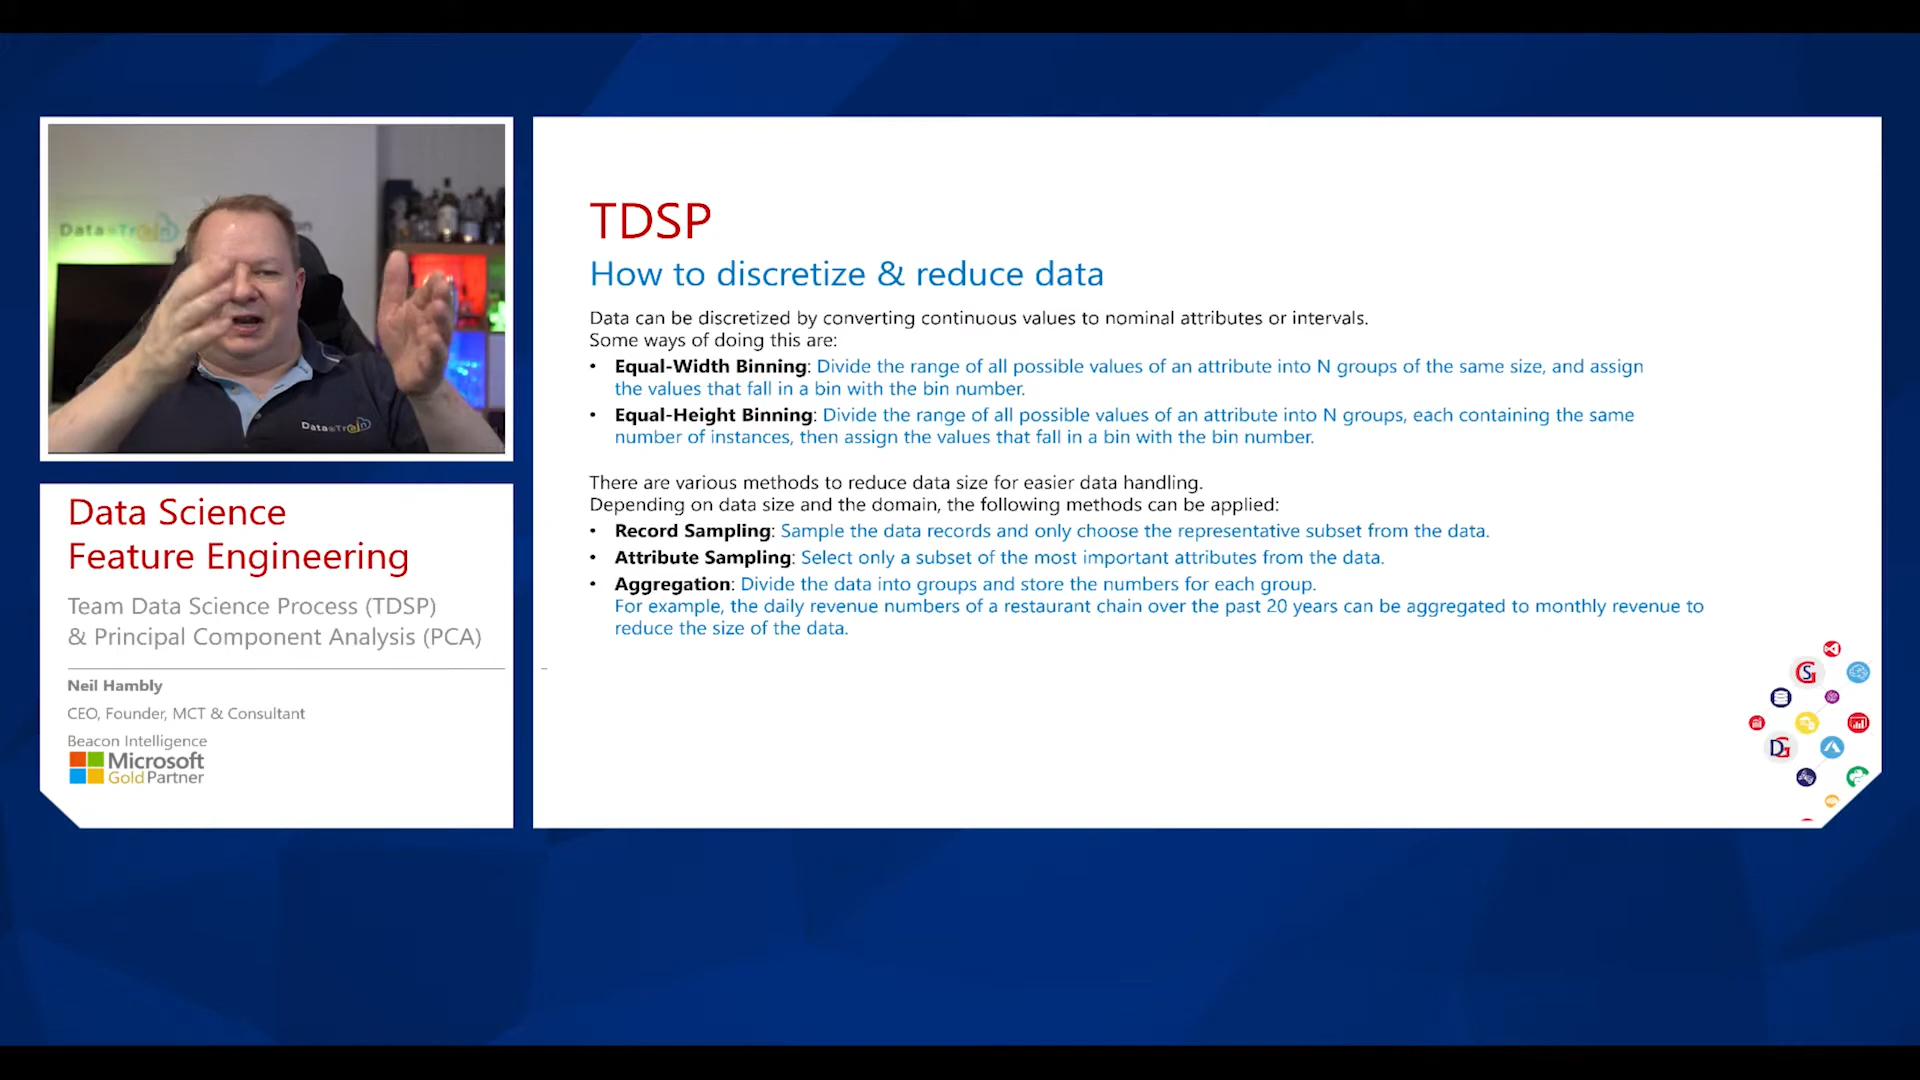 Data Train
Data Train
Data Science
Feature Engineering
Team Data Science Process (TDSP)
& Principal Component Analysis (PCA)
Neil Hambly
CEO, Founder, MCT & Consultant
Beacon Intelligence
Microsoft
Gold Partner
TDSP
How to discretize & reduce data
Data can be discretized by converting continuous values to nominal attributes or intervals.
Some ways of doing this are:
• Equal-Width Binning: Divide the range of all possible values of an attribute into N groups of the same size, and assign
the values that fall in a bin with the bin number.
• Equal-Height Binning: Divide the range of all possible values of an attribute into N groups, each containing the same
number of instances, then assign the values that fall in a bin with the bin number.
There are various methods to reduce data size for easier data handling.
Depending on data size and the domain, the following methods can be applied:
• Record Sampling: Sample the data records and only choose the representative subset from the data.
• Attribute Sampling: Select only a subset of the most important attributes from the data.
• Aggregation: Divide the data into groups and store the numbers for each group.
For example, the daily revenue numbers of a restaurant chain over the past 20 years can be aggregated to monthly revenue to
reduce the size of the data.